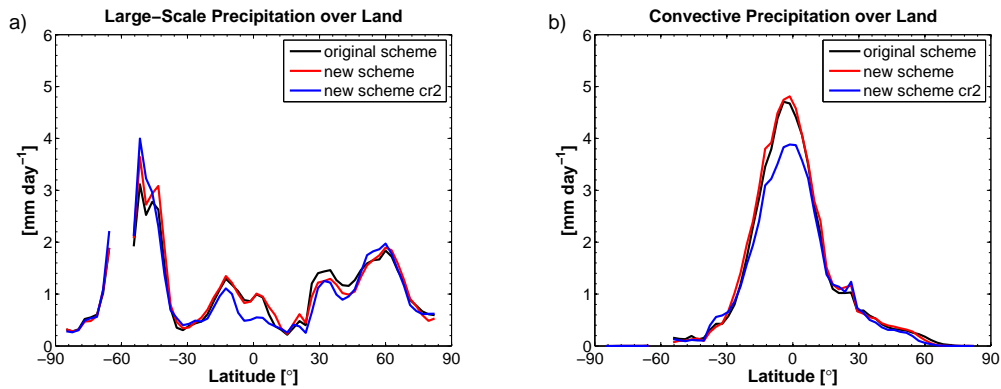 a)
Large−Scale Precipitation over Land
[mm day−1]
6
5
4
3
2
1
0
original scheme
new scheme
new scheme cr2
−90 −60 −30 0 30 60 90
Latitude [°]
b)
Convective Precipitation over Land
[mm day−1]
6
5
4
3
2
1
0
original scheme
new scheme
new scheme cr2
−90 −60 −30 0 30 60 90
Latitude [°]